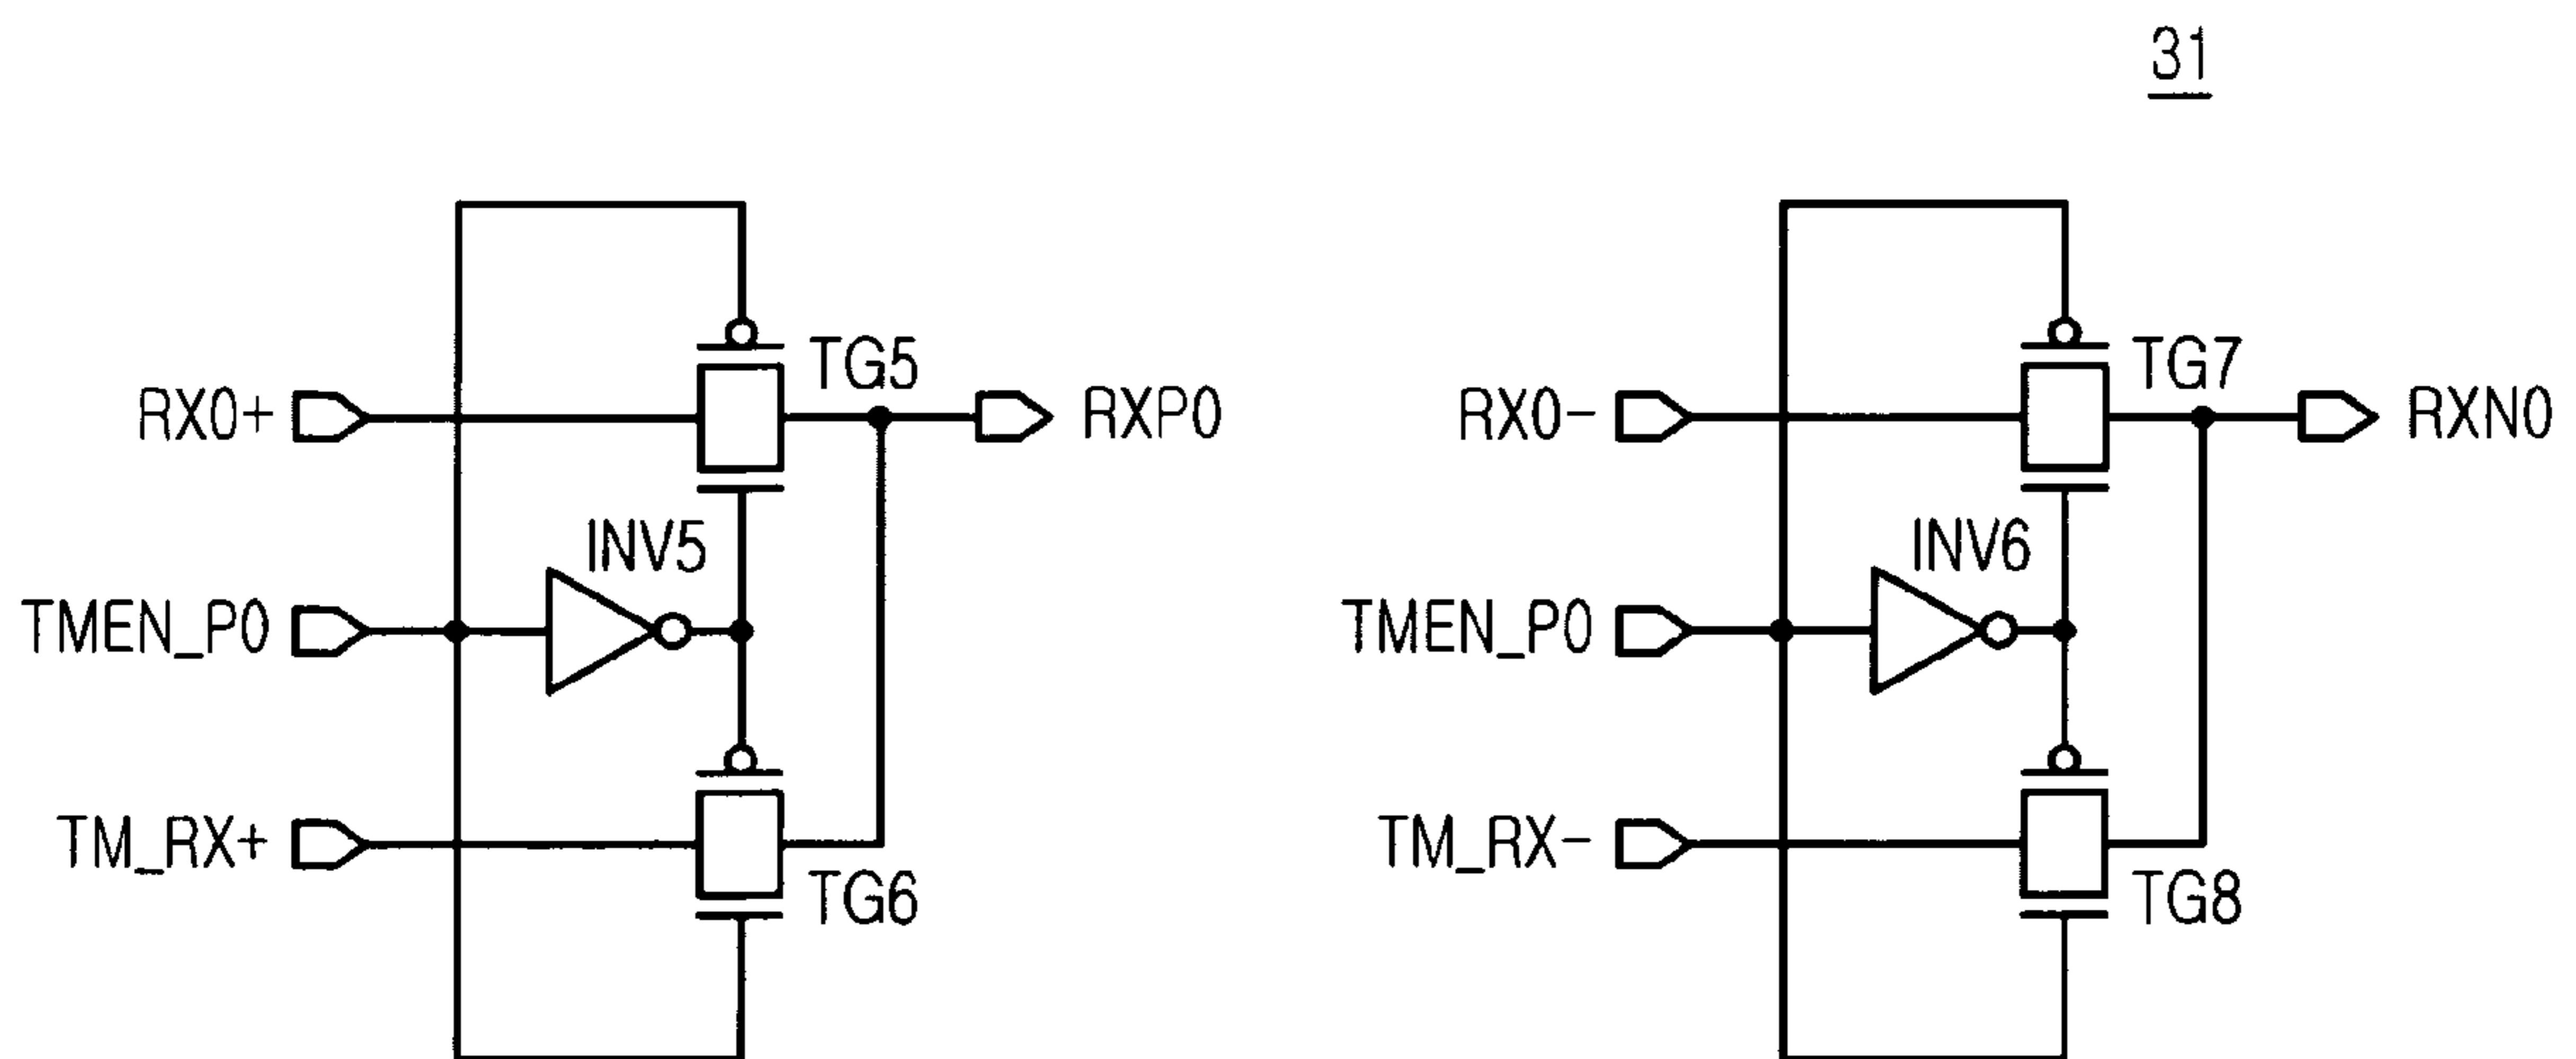 31
TG5
RX0+
RXP0
INV5
TMEN_P0
TM_RX+
TG6
TG7
RX0-
RXN0
INV6
TMEN_P0
TM_RX-
TG8